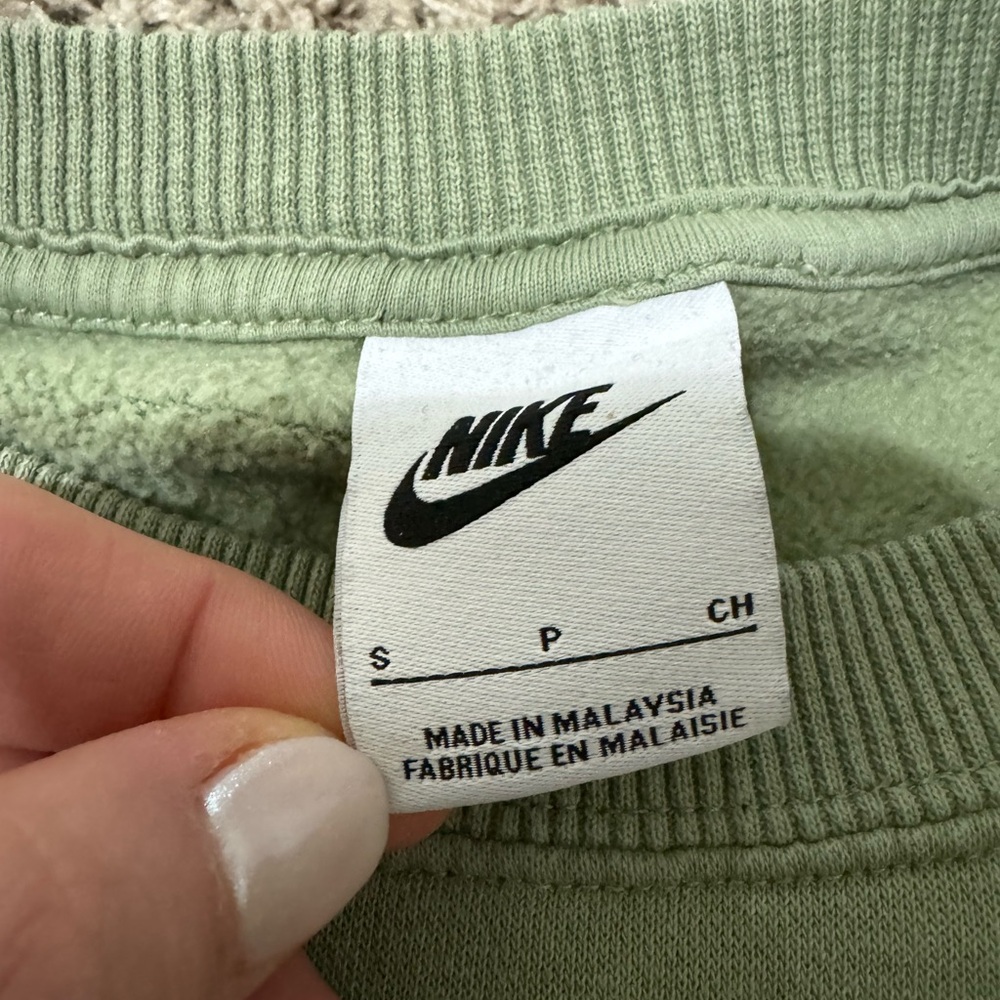 NIKE
S P CH
MADE IN MALAYSIA
FABRIQUE EN MALAISIE